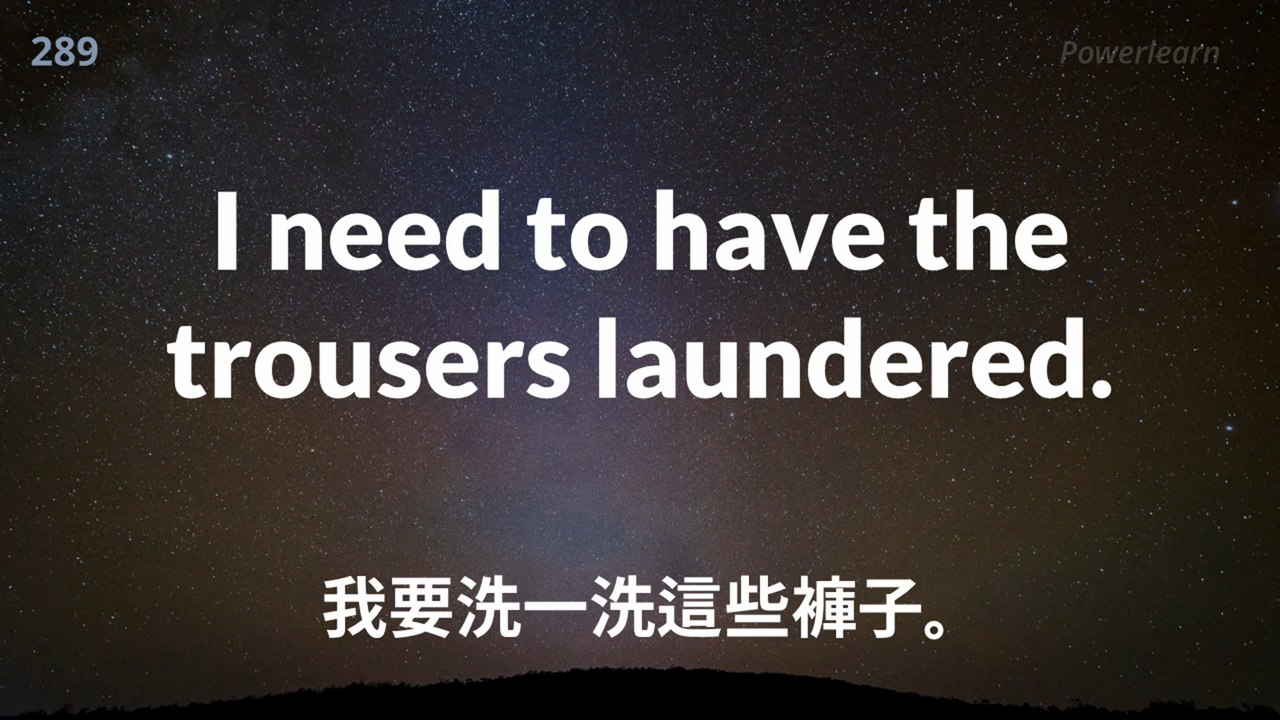 289
Powerlearn
I need to have the
trousers laundered.
我要洗一洗這些褲子。